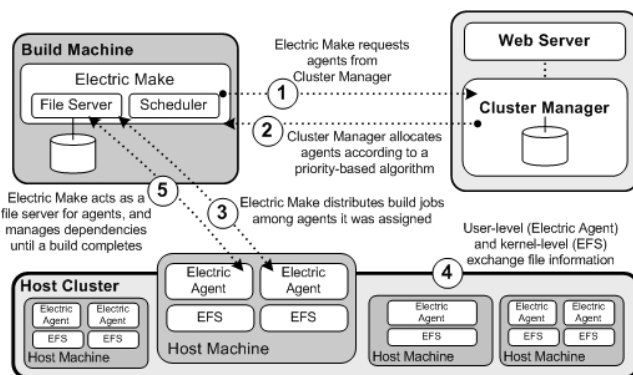 Build Machine
Electric Make
File Server
Scheduler
Electric Make requests
agents from
Cluster Manager
1
2
Cluster Manager allocates
agents according to a
priority-based algorithm
Web Server
Cluster Manager
Electric Make acts as a
file server for agents, and
manages dependencies
until a build completes
5
3
Electric Make distributes build jobs
among agents it was assigned
User-level (Electric Agent)
and kernel-level (EFS)
exchange file information
4
Host Cluster
Electric
Agent
Electric
Agent
EFS
EFS
Host Machine
Electric
Agent
Electric
Agent
EFS
EFS
Host Machine
Electric
Agent
EFS
Host Machine
Electric
Agent
Electric
Agent
EFS
EFS
Host Machine